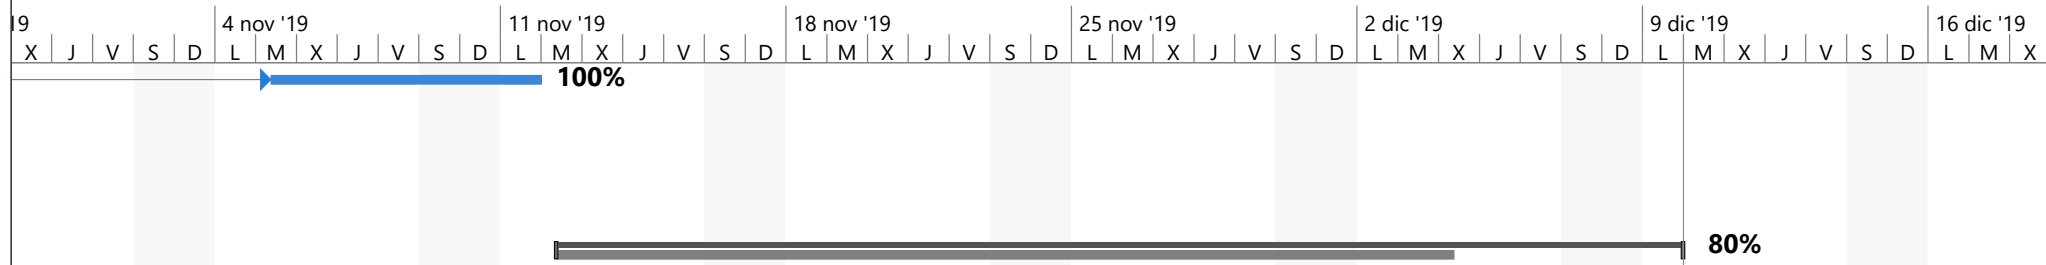 19 4 nov '19 11 nov '19 18 nov '19 25 nov '19 2 dic '19 9 dic '19 16 dic '19
X J V S D L M X J V S D L M X J V S D L M X J V S D L M X J V S D L M X J V S D L M X J V S D L M X
100%
80%